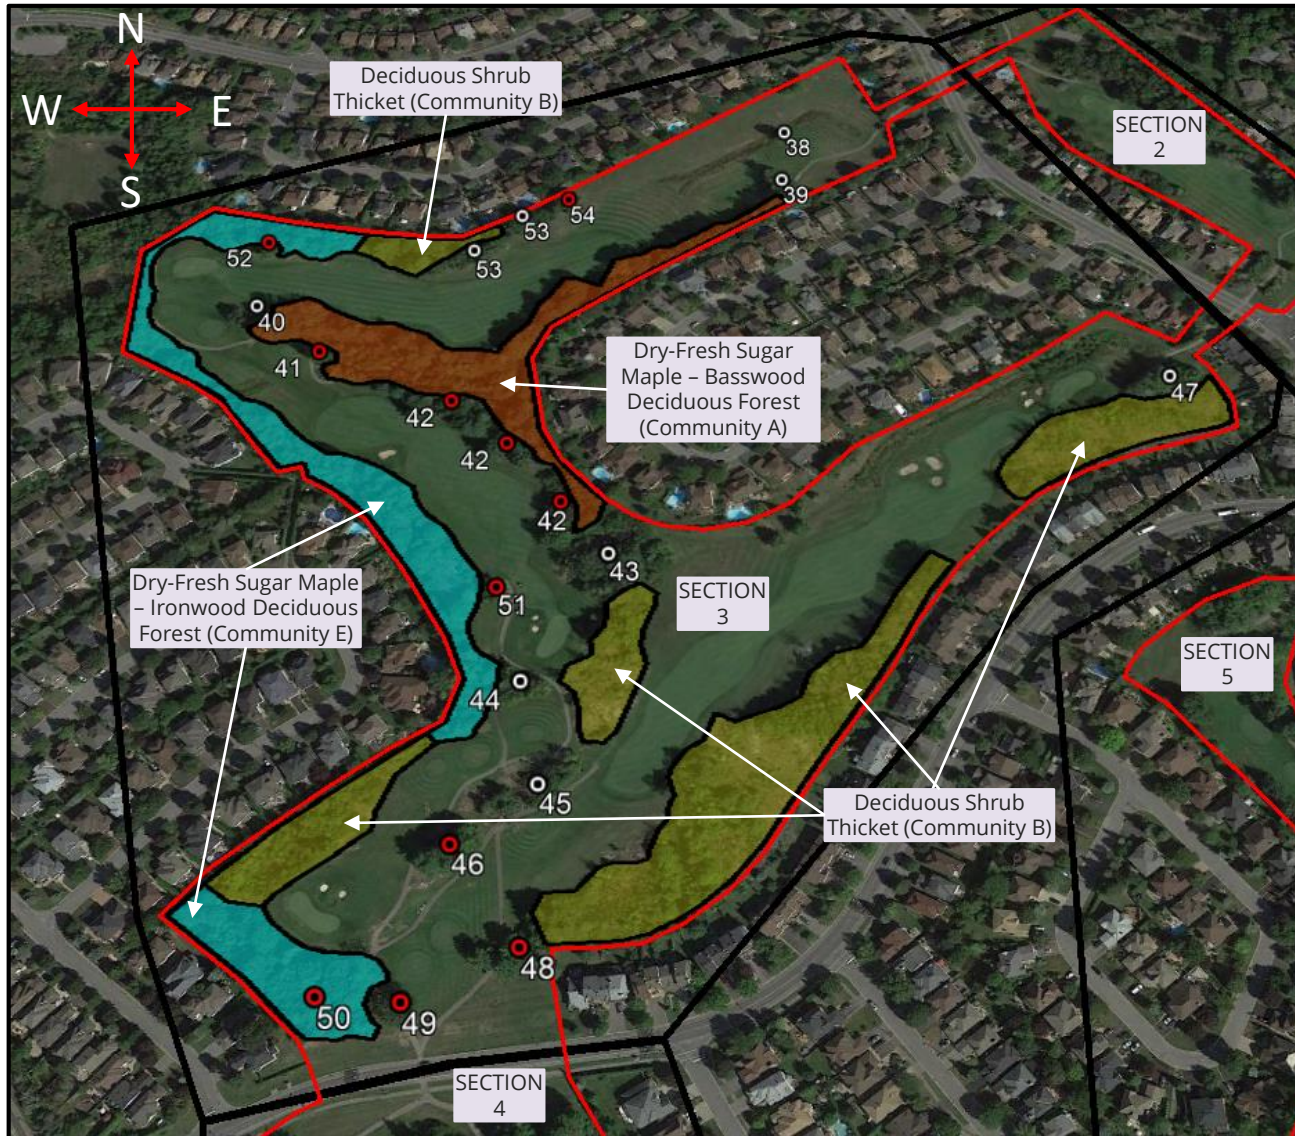 N
W
E
S
Deciduous Shrub
Thicket (Community B)
SECTION
2
38
39
54
53
53
52
40
41
42
42
42
Dry-Fresh Sugar
Maple – Basswood
Deciduous Forest
(Community A)
47
43
51
Dry-Fresh Sugar Maple
– Ironwood Deciduous
Forest (Community E)
SECTION
3
SECTION
5
44
45
46
Deciduous Shrub
Thicket (Community B)
48
50
49
SECTION
4